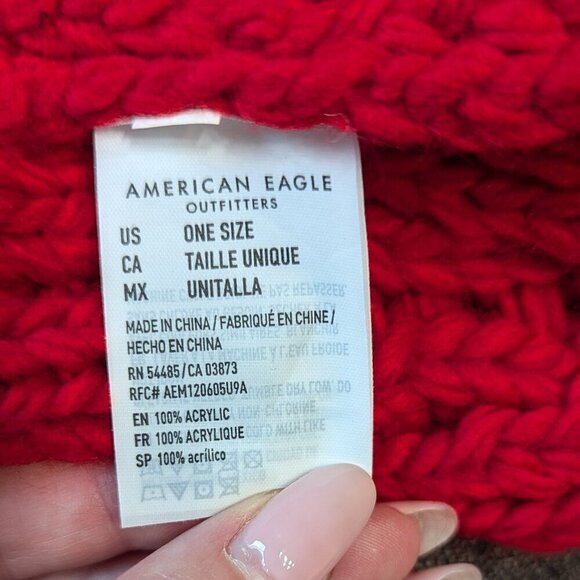 AMERICAN EAGLE
OUTFITTERS
US ONE SIZE
CA TAILLE UNIQUE
MX UNITALLA
MADE IN CHINA / FABRIQUÉ EN CHINE /
HECHO EN CHINA
RN 54485 / CA 03873
RFC# AEM120605U9A
EN 100% ACRYLIC
FR 100% ACRYLIQUE
SP 100% acrílico